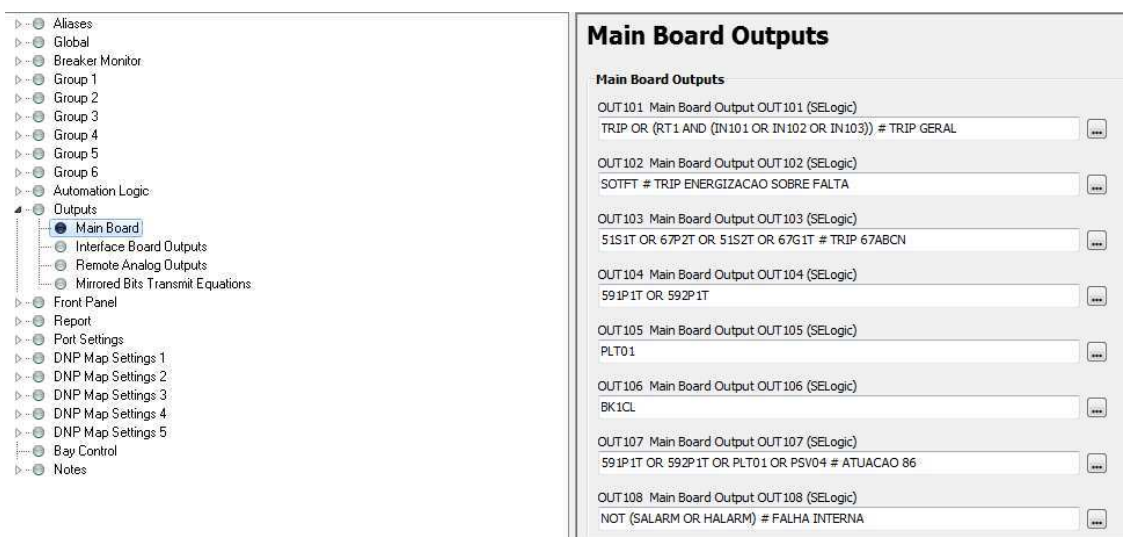 Aliases
Global
Breaker Monitor
Group 1
Group 2
Group 3
Group 4
Group 5
Group 6
Automation Logic
Outputs
Main Board
Interface Board Outputs
Remote Analog Outputs
Mirrored Bits Transmit Equations
Front Panel
Report
Port Settings
DNP Map Settings 1
DNP Map Settings 2
DNP Map Settings 3
DNP Map Settings 4
DNP Map Settings 5
Bay Control
Notes
Main Board Outputs
Main Board Outputs
OUT101 Main Board Output OUT101 (SELogic)
TRIP OR (RT1 AND (IN101 OR IN102 OR IN103)) # TRIP GERAL
...
OUT102 Main Board Output OUT102 (SELogic)
SOTFT # TRIP ENERGIZACAO SOBRE FALTA
...
OUT103 Main Board Output OUT103 (SELogic)
51S1T OR 67P2T OR 51S2T OR 67G1T # TRIP 67ABCN
...
OUT104 Main Board Output OUT104 (SELogic)
591P1T OR 592P1T
...
OUT105 Main Board Output OUT105 (SELogic)
PLT01
...
OUT106 Main Board Output OUT106 (SELogic)
BK1CL
...
OUT107 Main Board Output OUT107 (SELogic)
591P1T OR 592P1T OR PLT01 OR PSV04 # ATUACAO 86
...
OUT108 Main Board Output OUT108 (SELogic)
NOT (SALARM OR HALARM) # FALHA INTERNA
...